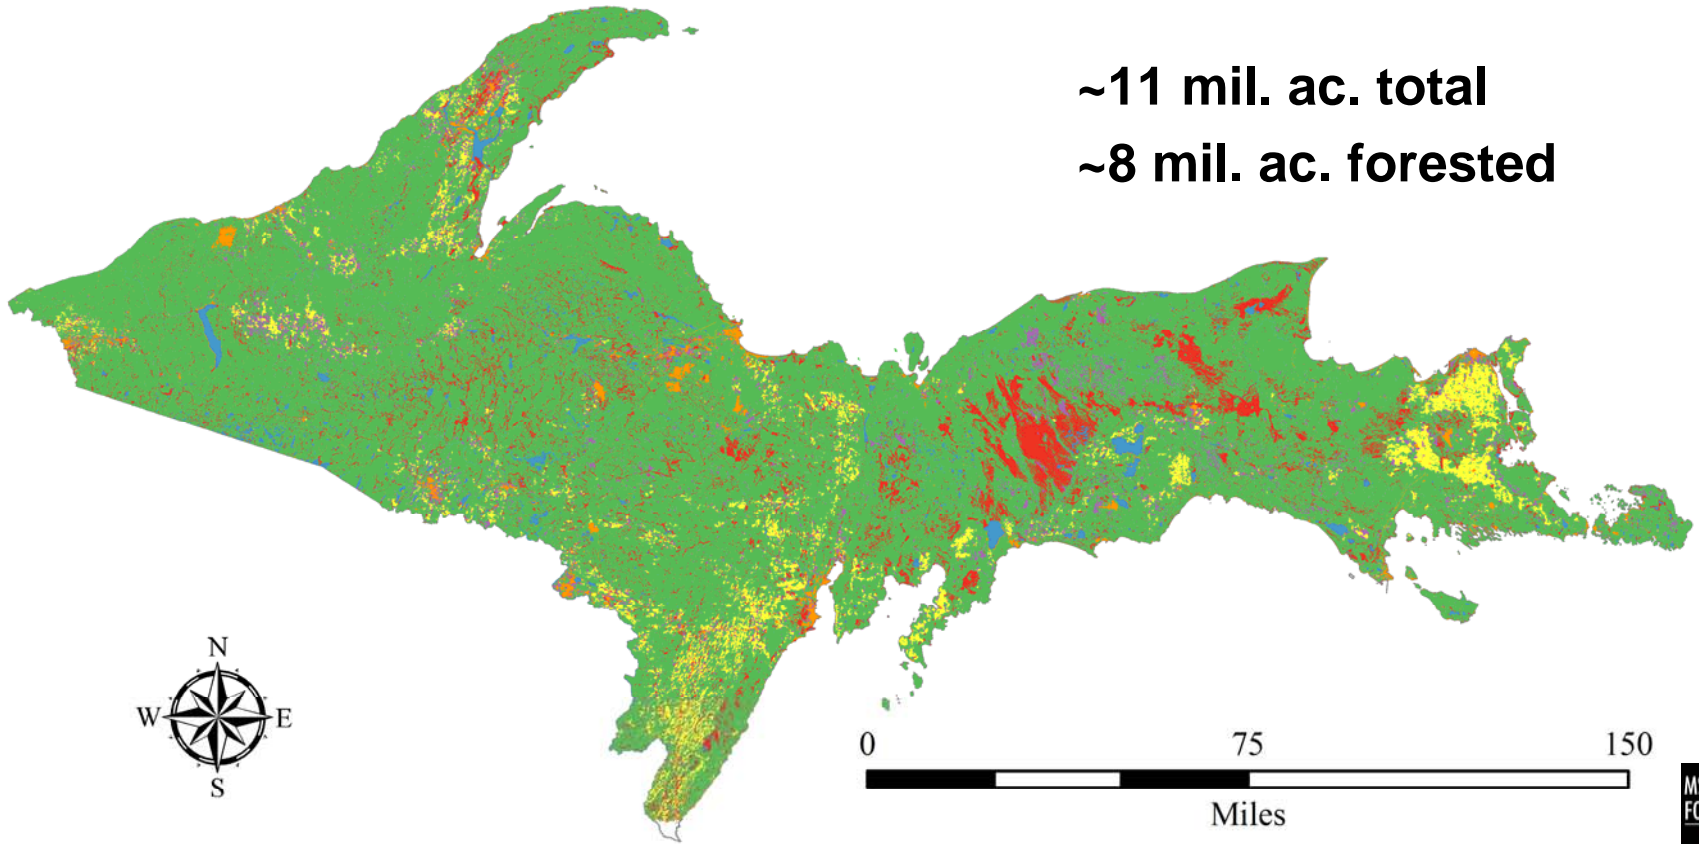 ~11 mil. ac. total
~8 mil. ac. forested
N
W E
S
0 75 150
Miles